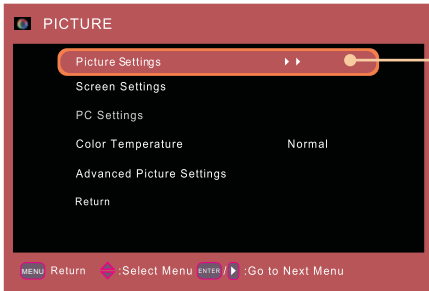 PICTURE
Picture Settings
Screen Settings
PC Settings
Color Temperature Normal
Advanced Picture Settings
Return
MENU Return :Select Menu ENTER / :Go to Next Menu